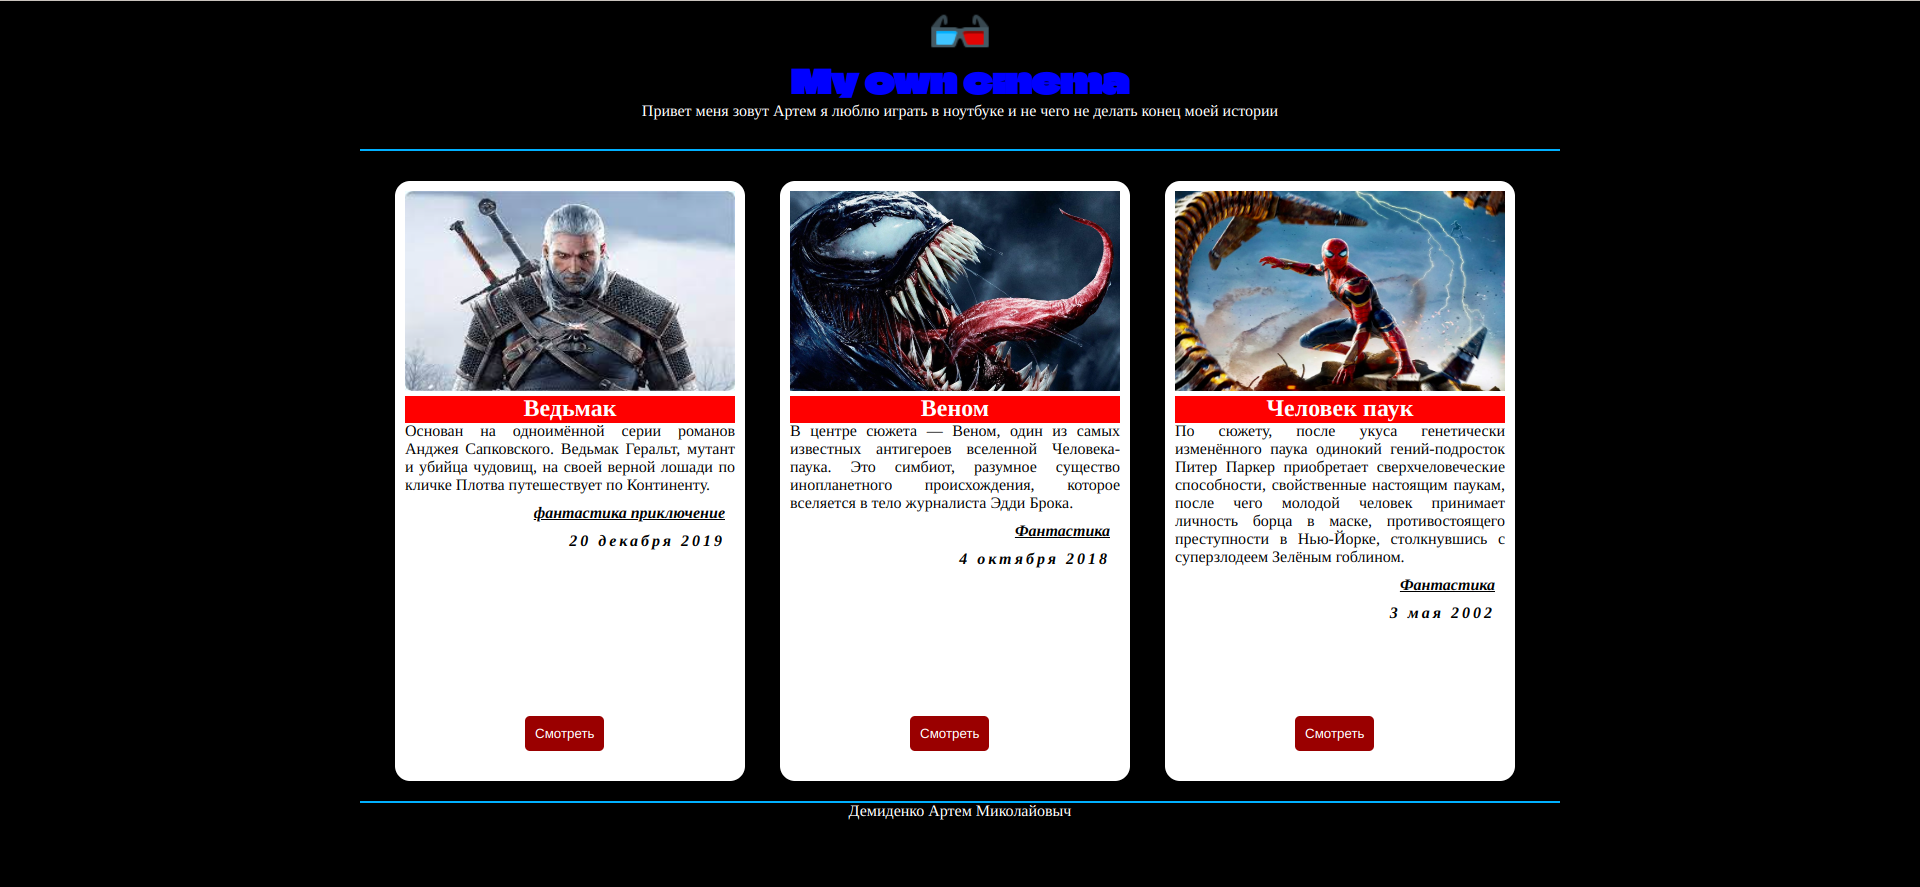 My own cinema
Привет меня зовут Артем я люблю играть в ноутбуке и не чего не делать конец моей истории
Ведьмак
Основан на одноимённой серии романов
Анджея Сапковского. Ведьмак Геральт, мутант
и убийца чудовищ, на своей верной лошади по
кличке Плотва путешествует по Континенту.
фантастика приключение
20 декабря 2019
Смотреть
Веном
В центре сюжета — Веном, один из самых
известных антигероев вселенной Человека-
паука. Это симбиот, разумное существо
инопланетного происхождения, которое
вселяется в тело журналиста Эдди Брока.
Фантастика
4 октября 2018
Смотреть
Человек паук
По сюжету, после укуса генетически
изменённого паука одинокий гений-подросток
Питер Паркер приобретает сверхчеловеческие
способности, свойственные настоящим паукам,
после чего молодой человек принимает
личность борца в маске, противостоящего
преступности в Нью-Йорке, столкнувшись с
суперзлодеем Зелёным гоблином.
Фантастика
3 мая 2002
Смотреть
Демиденко Артем Миколайовыч